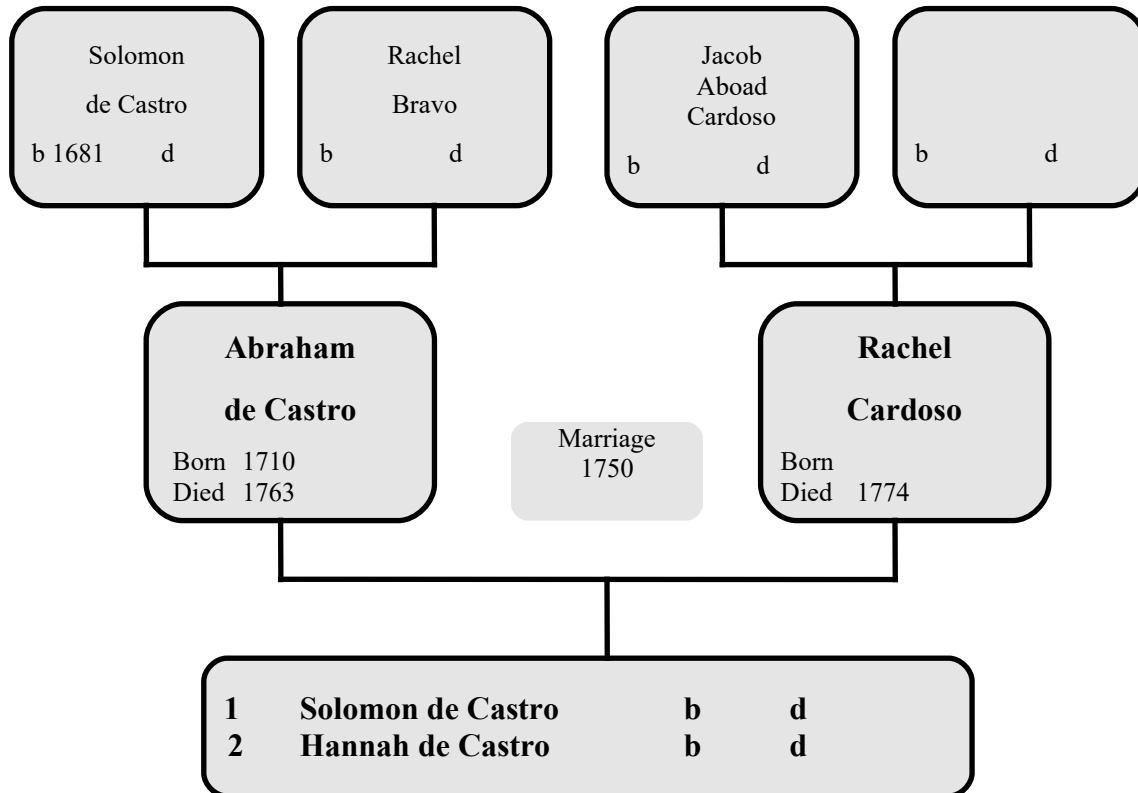 Solomon
de Castro
b 1681 d
Rachel
Bravo
b d
Jacob
Aboad
Cardoso
b d
b d
Abraham
de Castro
Born 1710
Died 1763
Marriage
1750
Rachel
Cardoso
Born
Died 1774
1 Solomon de Castro b d
2 Hannah de Castro b d